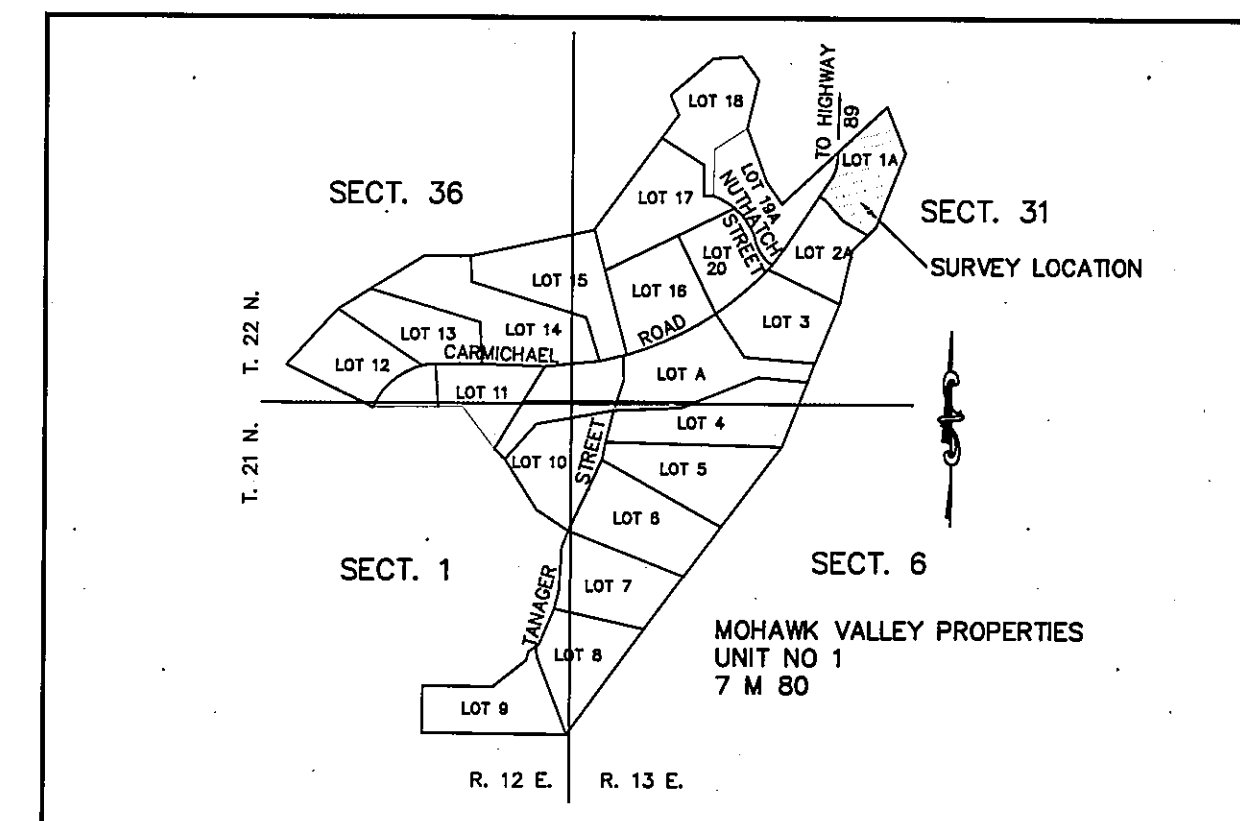 LOT 18
TO HIGHWAY
89
LOT 1A
SECT. 36
LOT 17
LOT 19A
NUTHATCH
STREET
SECT. 31
LOT 2A
LOT 20
SURVEY LOCATION
LOT 15
LOT 16
T. 22 N.
LOT 13
LOT 14
ROAD
LOT 3
CARMICHAEL
LOT 12
LOT A
LOT 11
LOT 4
T. 21 N.
LOT 10
STREET
LOT 5
LOT 6
SECT. 1
SECT. 6
TANAGER
LOT 7
MOHAWK VALLEY PROPERTIES
UNIT NO 1
7 M 80
LOT 8
LOT 9
R. 12 E.
R. 13 E.